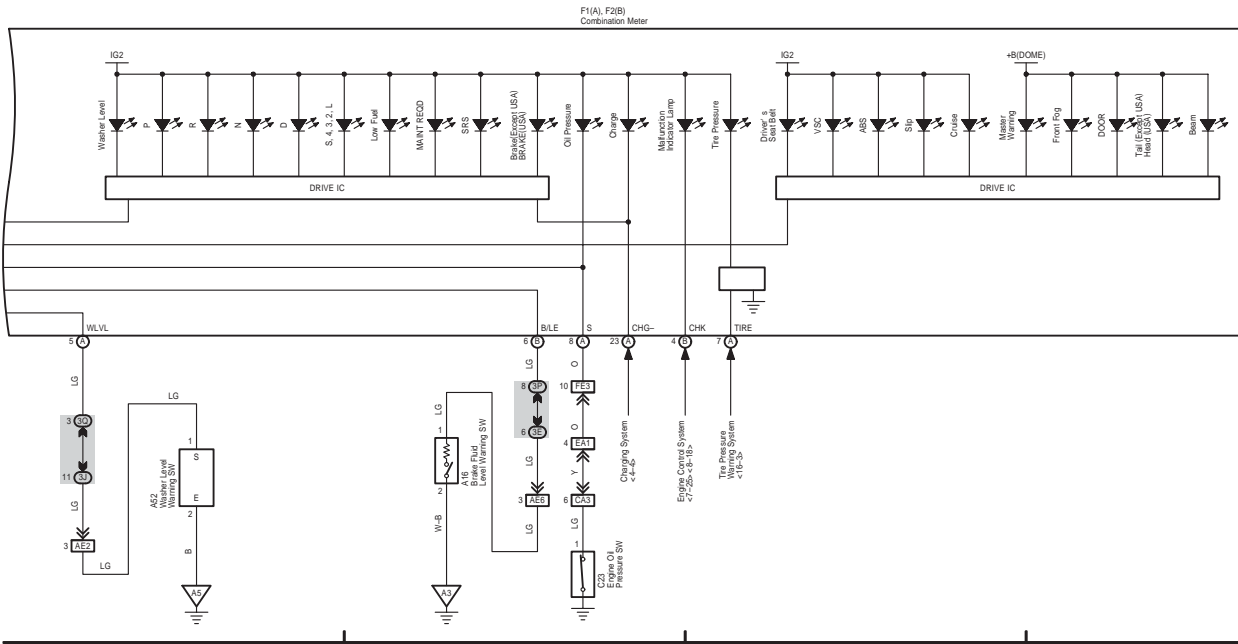 F1(A), F2(B)
Combination Meter
IG2
IG2
+B(DOME)
Washer Level
P
R
N
D
S, 4, 3, 2, L
Low Fuel
MAINT REQD
SRS
Brake(Except USA)
BRAKE(USA)
Oil Pressure
Charge
Malfunction
Indicator Lamp
Tire Pressure
Driver's
Seat Belt
VSC
ABS
Slip
Cruise
Master
Warning
Front Fog
DOOR
Tail (Except USA)
Head (USA)
Beam
DRIVE IC
DRIVE IC
WLVL
B/LE
S
CHG–
CHK
TIRE
5 A
6 B
8 A
23 A
4 B
7 A
LG
LG
O
LG
LG
8 3P
10 FE3
3 3Q
1
6 3E
O
4 EA1
1
S
A16
Brake Fluid
Level Warning SW
Charging System
<4–4>
Engine Control System
<7–25><8–18>
Tire Pressure
Warning System
<16–3>
11 3J
A52
Washer Level
Warning SW
E
2
2
LG
Y
3 AE6
6 CA3
LG
W–B
LG
LG
3 AE2
B
1
LG
C23
Engine Oil
Pressure SW
A5
A3